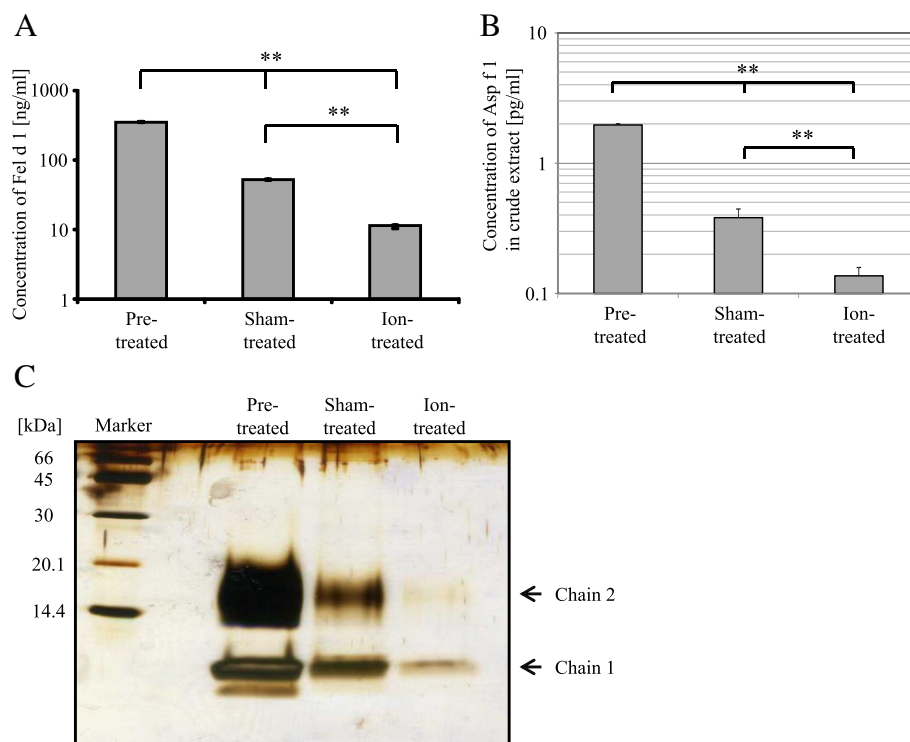 A
Concentration of Fel d 1 [ng/ml]
1000
100
10
1
**
**
Pre-
treated
Sham-
treated
Ion-
treated
B
Concentration of Asp f 1
in crude extract [pg/ml]
10
1
0.1
**
**
Pre-
treated
Sham-
treated
Ion-
treated
C
[kDa]
Marker
Pre-
treated
Sham-
treated
Ion-
treated
66
45
30
20.1
14.4
Chain 2
Chain 1